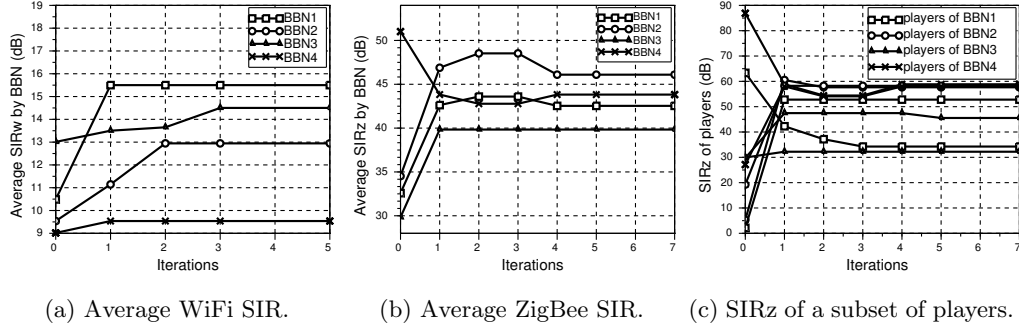 Average SIRw by BBN (dB)
19
18
17
16
15
14
13
12
11
10
9
0 1 2 3 4 5
Iterations
BBN1
BBN2
BBN3
BBN4
Average SIRz by BBN (dB)
50
45
40
35
30
0 1 2 3 4 5 6 7
Iterations
BBN1
BBN2
BBN3
BBN4
SIRz of players (dB)
90
80
70
60
50
40
30
20
10
0
0 1 2 3 4 5 6 7
Iterations
players of BBN1
players of BBN2
players of BBN3
players of BBN4
(a) Average WiFi SIR.
(b) Average ZigBee SIR.
(c) SIRz of a subset of players.